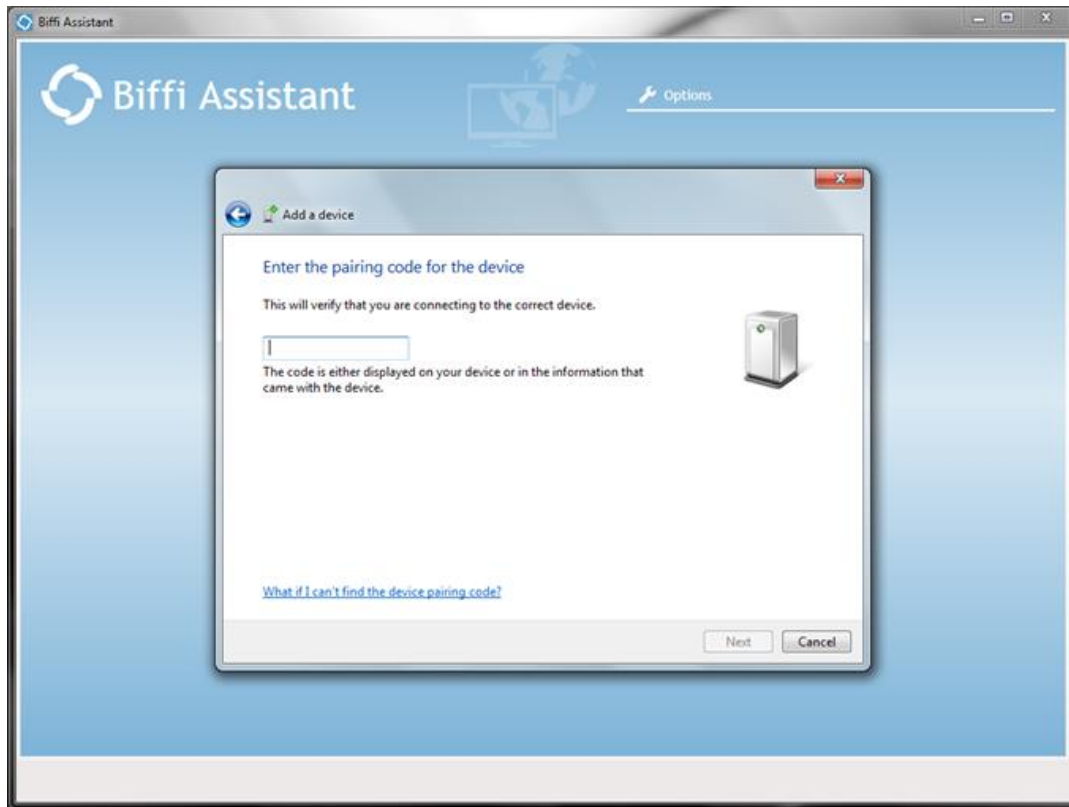 Biffi Assistant
Biffi Assistant
Options
Add a device
Enter the pairing code for the device
This will verify that you are connecting to the correct device.
The code is either displayed on your device or in the information that
came with the device.
What if I can't find the device pairing code?
Next
Cancel